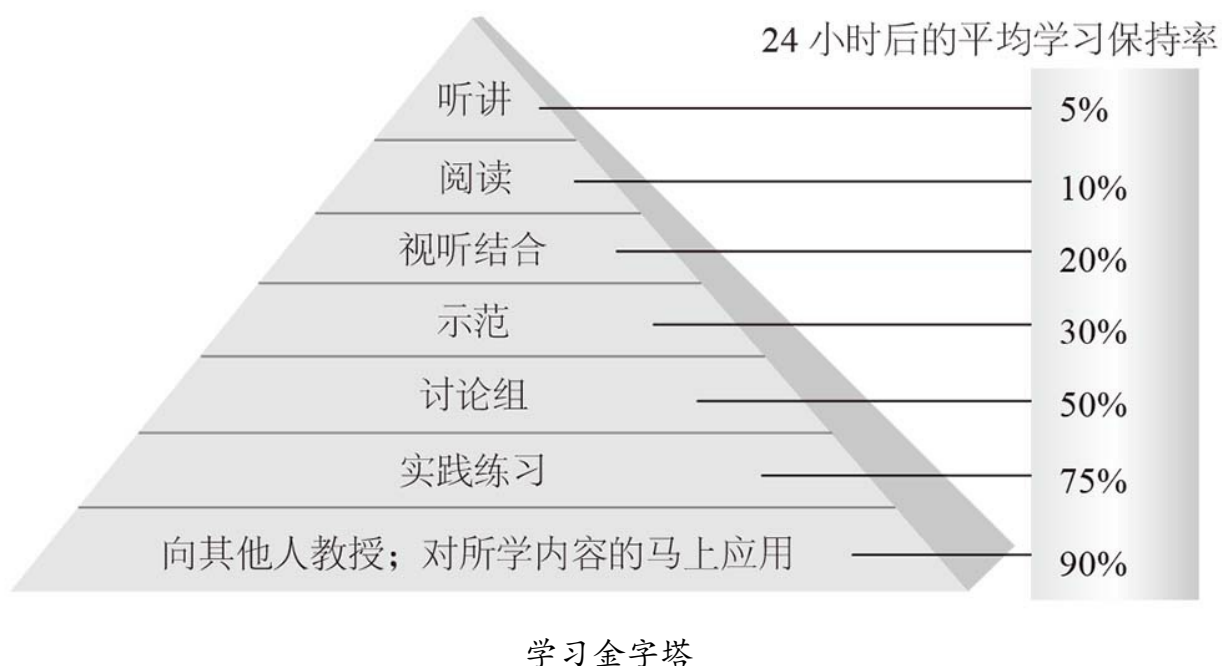 24 小时后的平均学习保持率
听讲
5%
阅读
10%
视听结合
20%
示范
30%
讨论组
50%
实践练习
75%
向其他人教授；对所学内容的马上应用
90%
学习金字塔